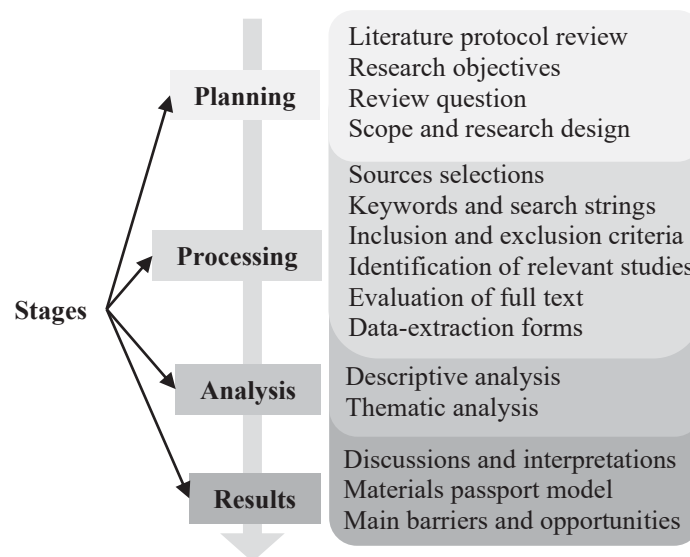 Literature protocol review
Research objectives
Planning
Review question
Scope and research design
Sources selections
Keywords and search strings
Inclusion and exclusion criteria
Processing
Identification of relevant studies
Evaluation of full text
Stages
Data-extraction forms
Descriptive analysis
Analysis
Thematic analysis
Discussions and interpretations
Results
Materials passport model
Main barriers and opportunities